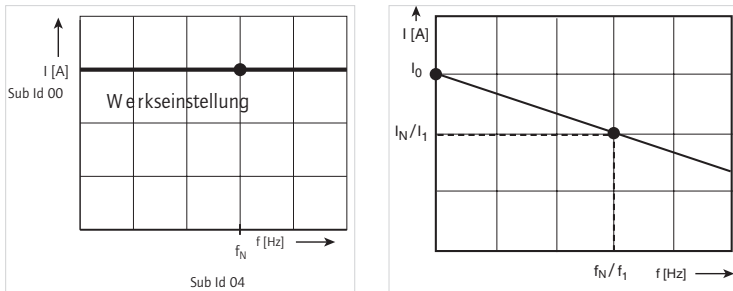 I [A]
Sub Id 00
Werkseinstellung
f_N
f [Hz]
Sub Id 04
I [A]
I_0
I_N/I_1
f_N/f_1
f [Hz]